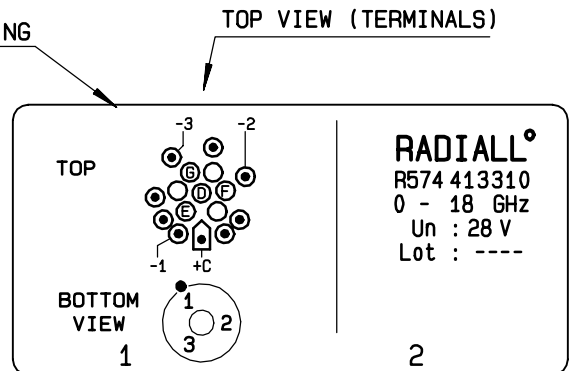 NG
TOP VIEW (TERMINALS)
-3 -2
TOP
G
D F
E
-1 +C
BOTTOM
VIEW
1
2
3
1
RADIALL°
R574 413310
0 - 18 GHz
Un : 28 V
Lot : ----
2